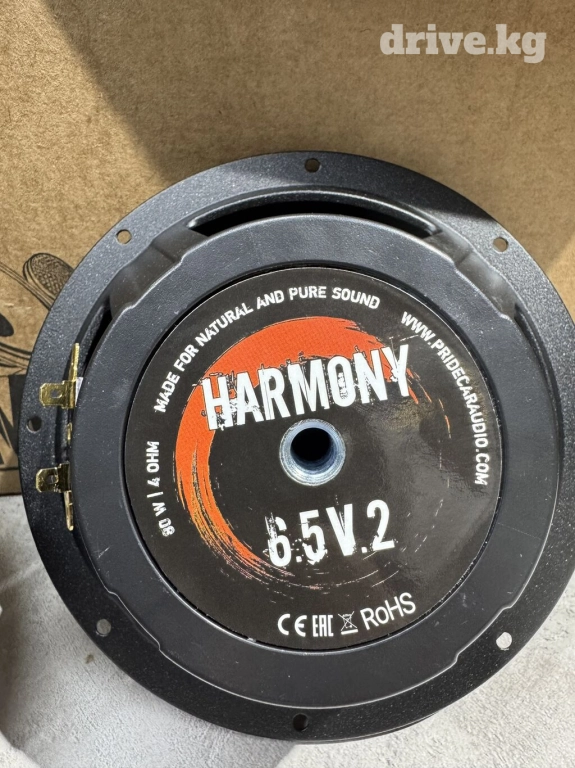 drive.kg
MADE FOR NATURAL AND PURE SOUND
WWW.PRIDECARAUDIO.COM
HARMONY
80 W | 4 OHM
6.5V.2
CE EAC RoHS